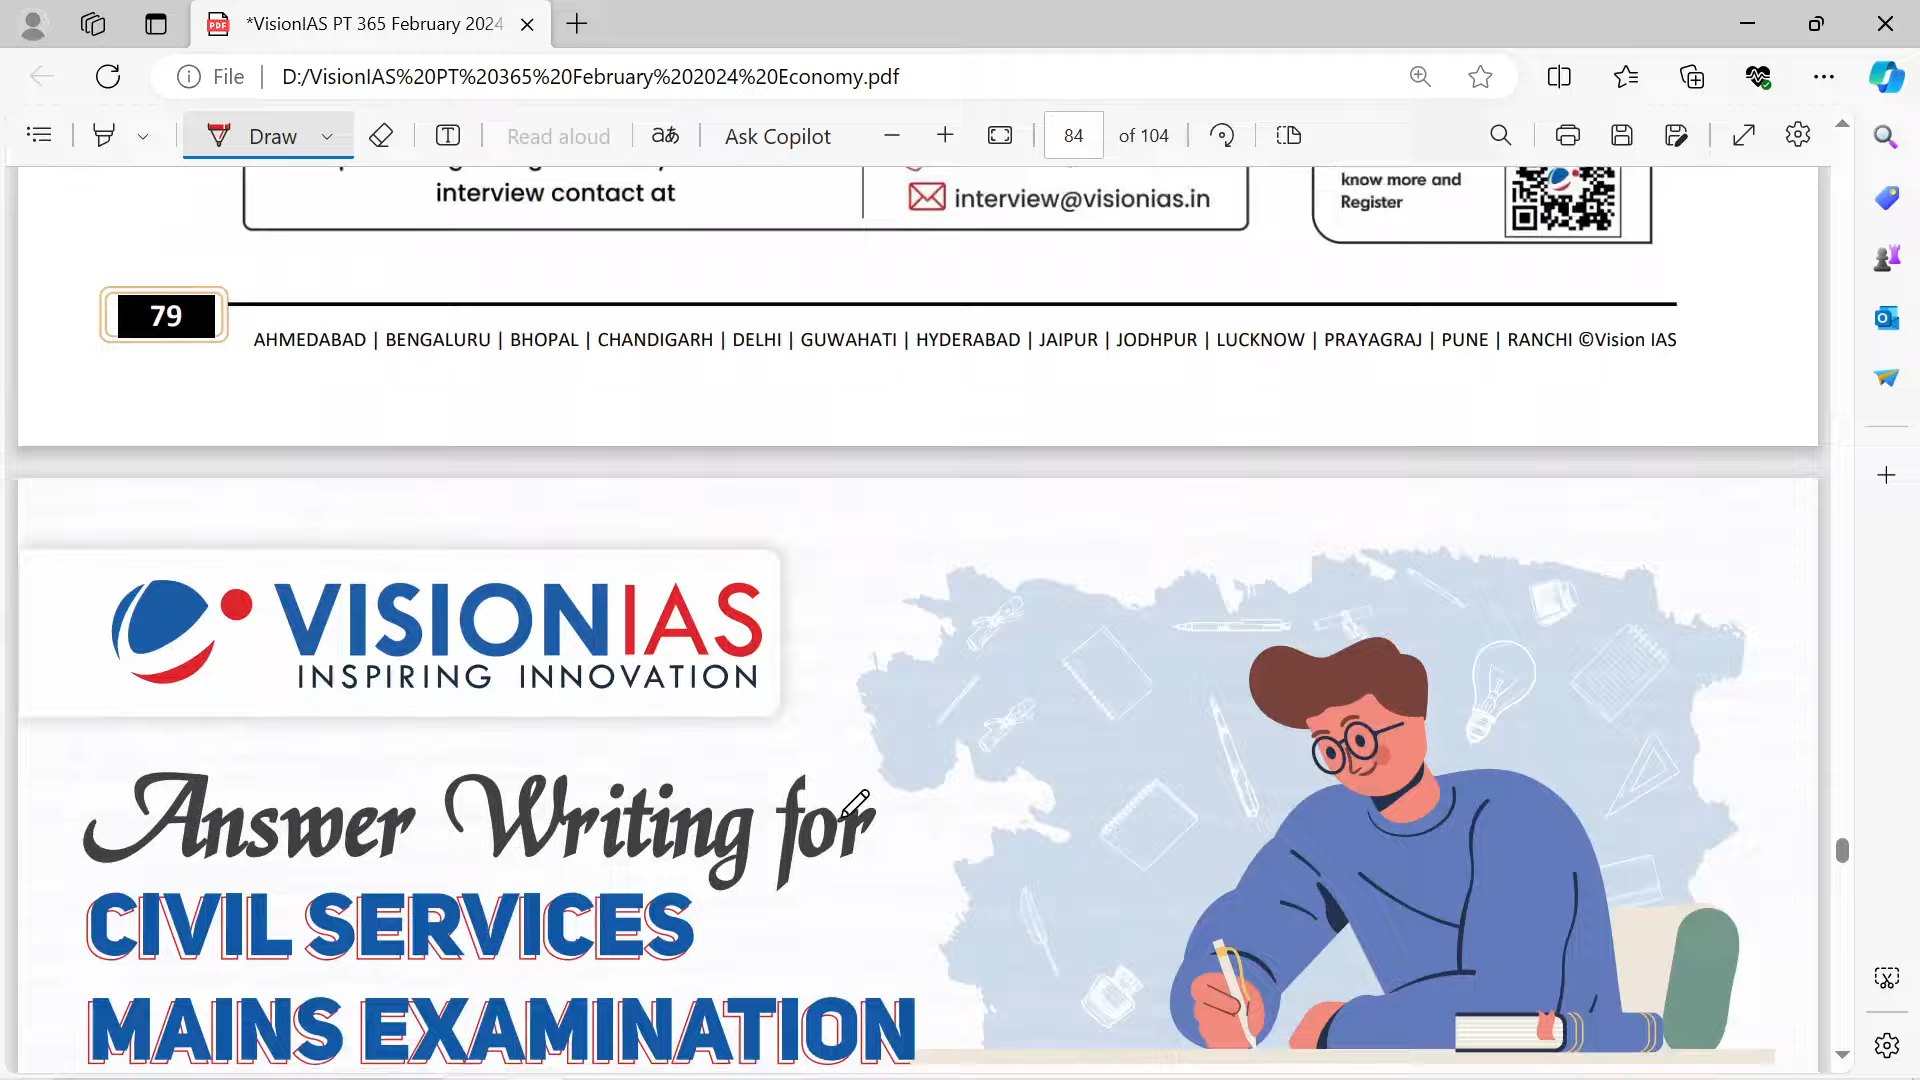 *VisionIAS PT 365 February 2024
File
D:/VisionIAS%20PT%20365%20February%202024%20Economy.pdf
Draw
Read aloud
aあ
Ask Copilot
84 of 104
interview contact at
interview@visionias.in
know more and
Register
79
AHMEDABAD | BENGALURU | BHOPAL | CHANDIGARH | DELHI | GUWAHATI | HYDERABAD | JAIPUR | JODHPUR | LUCKNOW | PRAYAGRAJ | PUNE | RANCHI ©Vision IAS
VISIONIAS
INSPIRING INNOVATION
Answer Writing for
CIVIL SERVICES
MAINS EXAMINATION